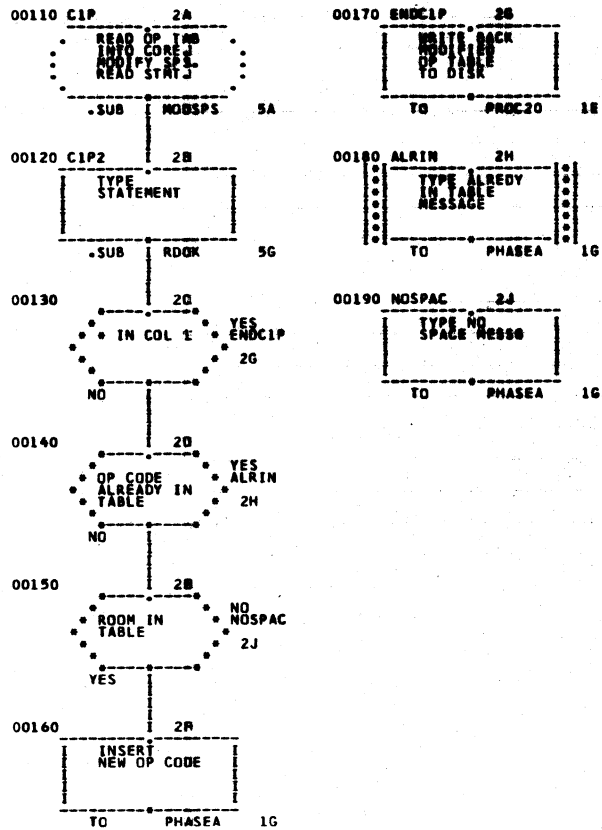 00110 C1P 2A
READ OP TAB
INTO CORE,
MODIFY SPS.
READ STMT.
.SUB MODSPS 5A
00120 C1P2 2B
TYPE
STATEMENT
.SUB RDOK 5G
00130 2C
* IN COL 1
YES
ENDC1P
2G
NO
00140 2D
OP CODE
ALREADY IN
TABLE
YES
ALRIN
2H
NO
00150 2E
ROOM IN
TABLE
NO
NOSPAC
2J
YES
00160 2F
INSERT
NEW OP CODE
TO PHASEA 1G
00170 ENDC1P 2G
WRITE BACK
MODIFIED
OP TABLE
TO DISK
TO PROC20 1E
00180 ALRIN 2H
TYPE ALREDY
IN TABLE
MESSAGE
TO PHASEA 1G
00190 NOSPAC 2J
TYPE NO
SPACE MESSG
TO PHASEA 1G